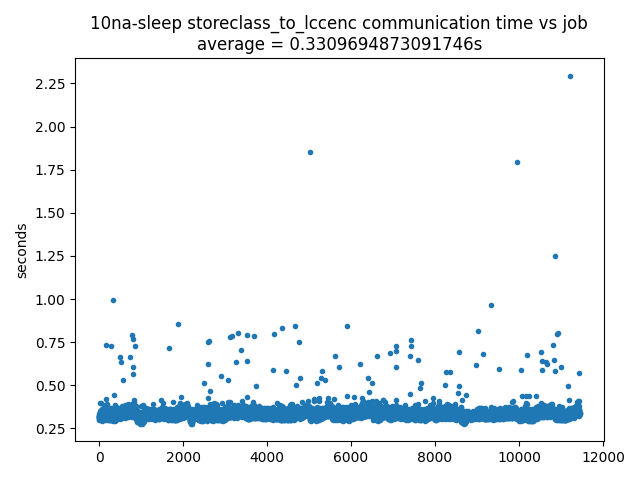 10na-sleep storeclass_to_lccenc communication time vs job
average = 0.3309694873091746s
2.25
2.00
1.75
1.50
1.25
1.00
0.75
0.50
0.25
seconds
0 2000 4000 6000 8000 10000 12000